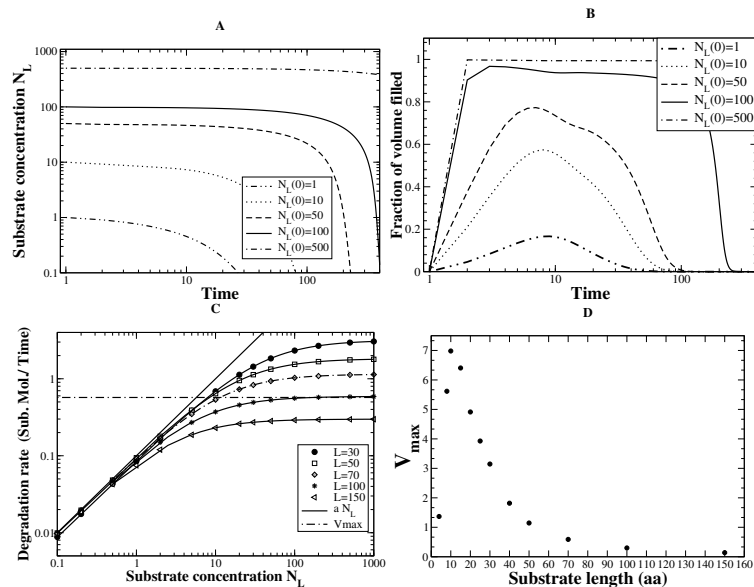 A
Substrate concentration N_L
1000
100
10
1
0.1
N_L(0)=1
N_L(0)=10
N_L(0)=50
N_L(0)=100
N_L(0)=500
1
10
100
Time
B
Fraction of volume filled
1
0.8
0.6
0.4
0.2
0
N_L(0)=1
N_L(0)=10
N_L(0)=50
N_L(0)=100
N_L(0)=500
1
10
100
Time
C
Degradation rate (Sub. Mol./ Time)
1
0.1
0.01
L=30
L=50
L=70
L=100
L=150
a N_L
Vmax
0.1
1
10
100
1000
Substrate concentration N_L
D
V_max
7
6
5
4
3
2
1
0
0 10 20 30 40 50 60 70 80 90 100 110 120 130 140 150
Substrate length (aa)